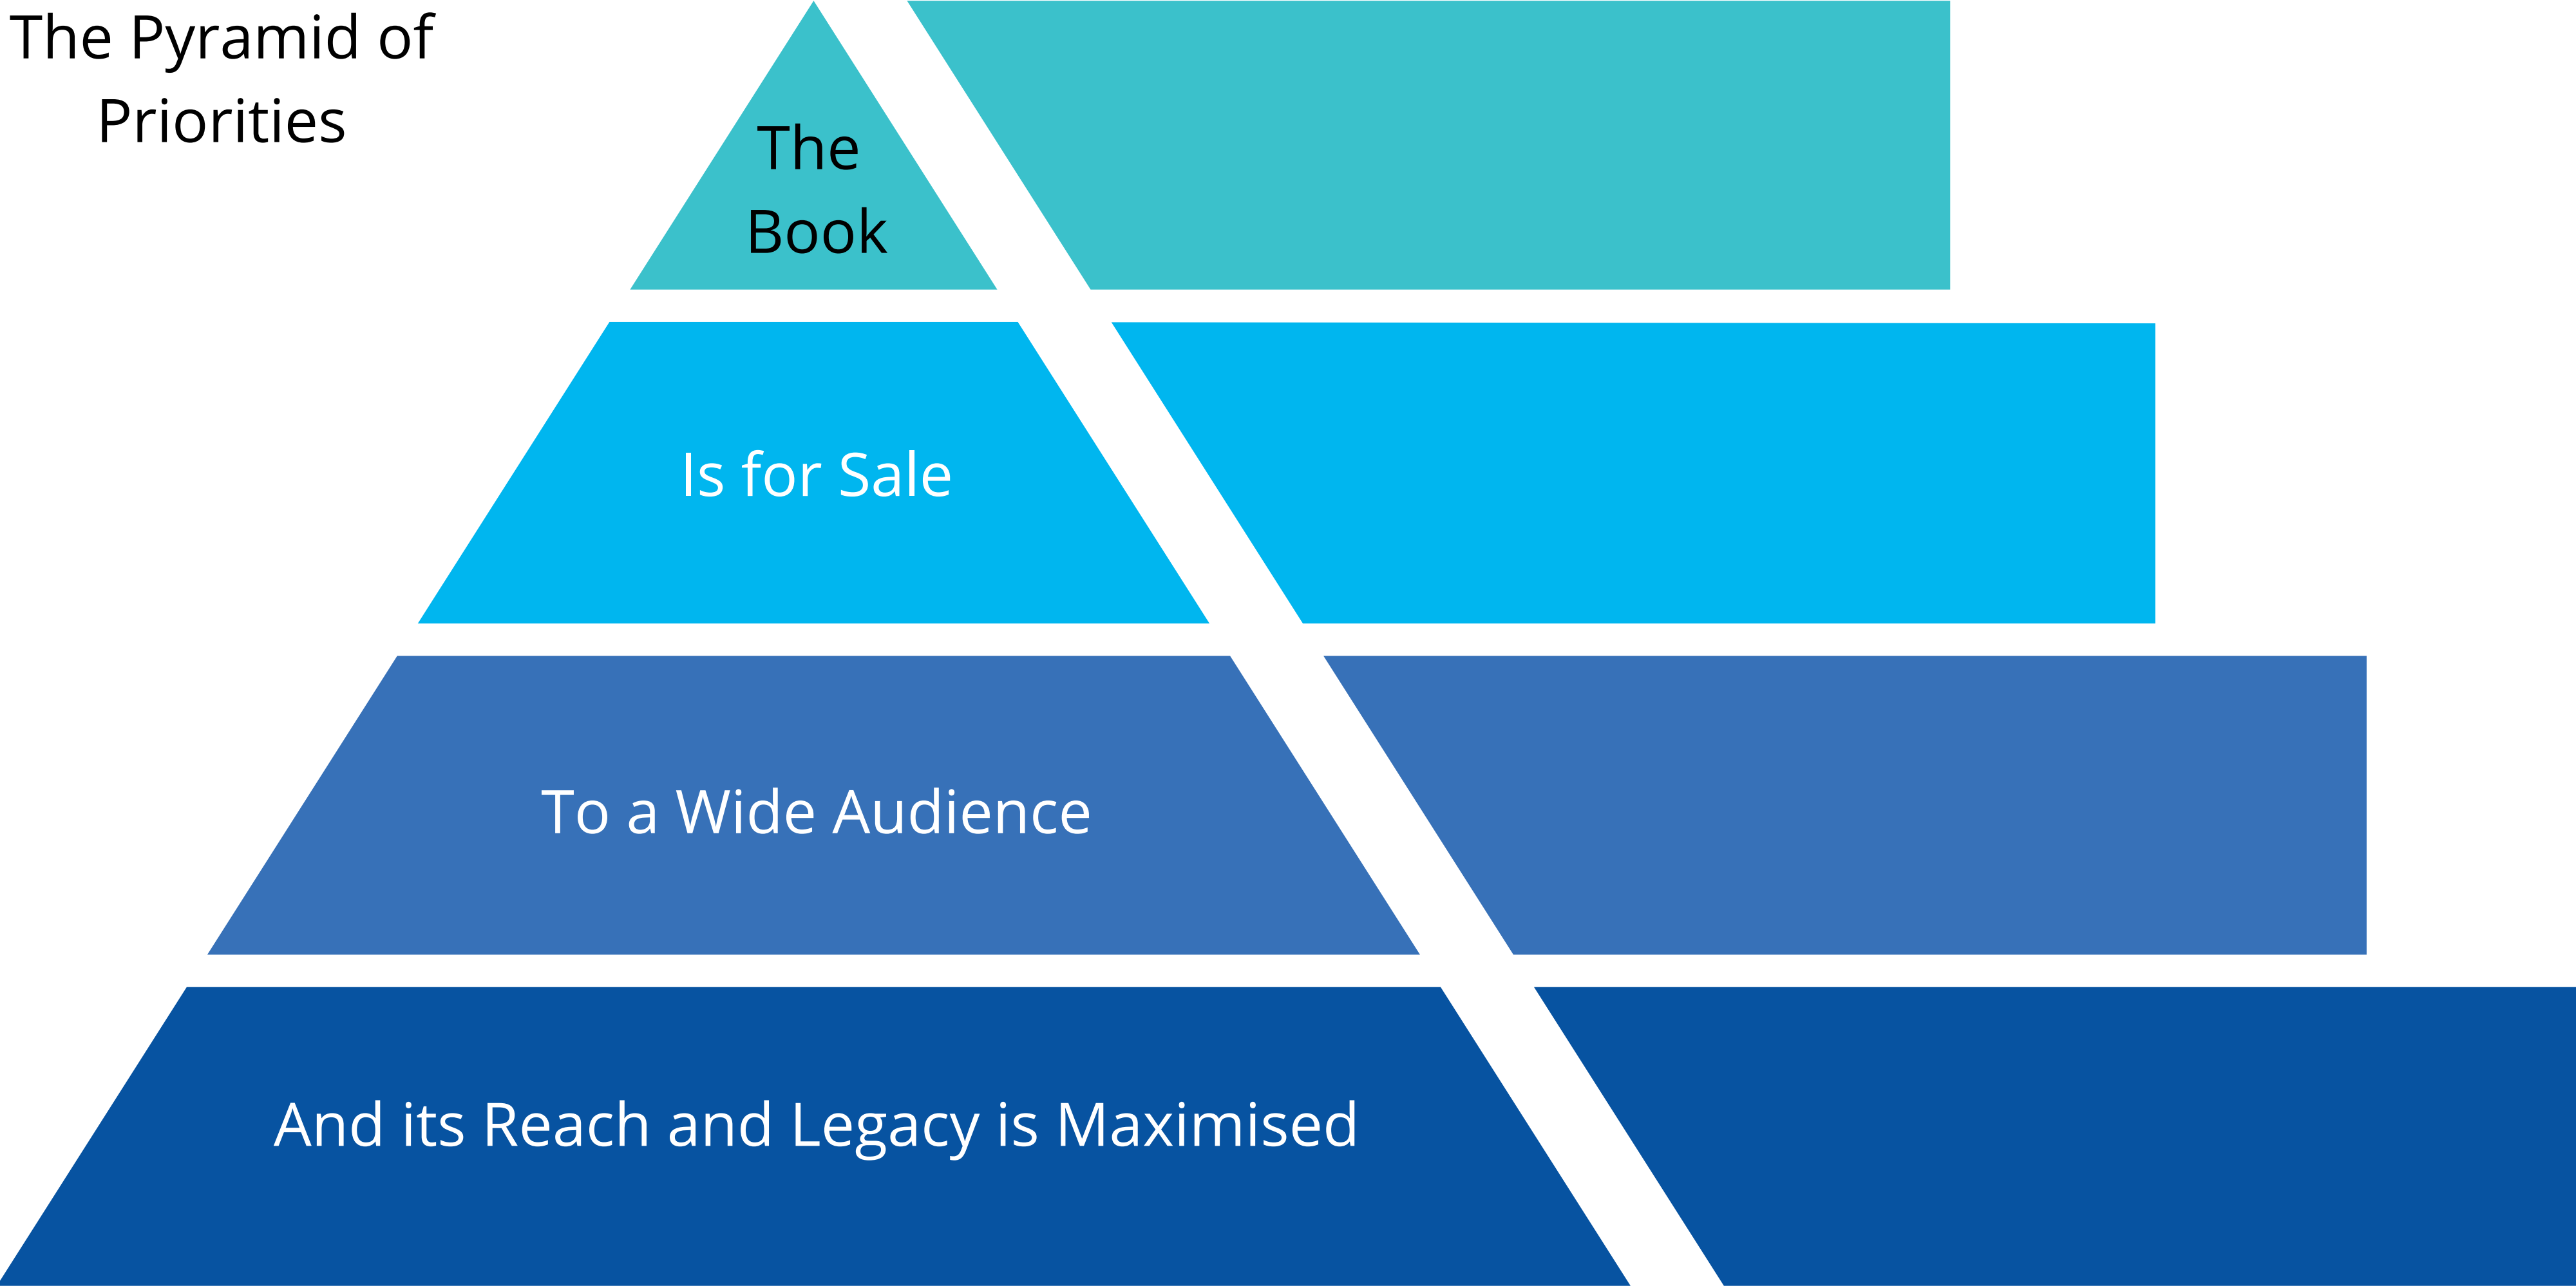 The Pyramid of
Priorities
The
Book
Is for Sale
To a Wide Audience
And its Reach and Legacy is Maximised